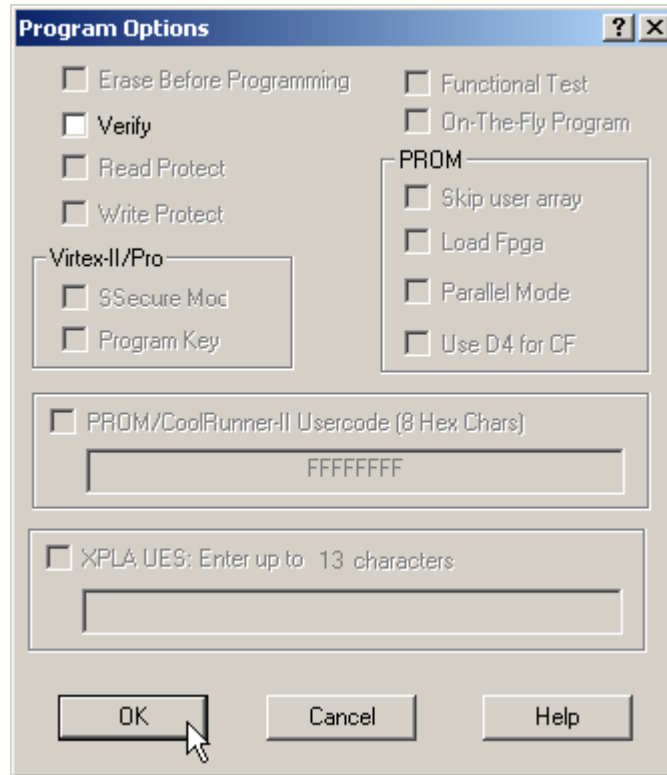 Program Options
Erase Before Programming
Functional Test
Verify
On-The-Fly Program
Read Protect
PROM
Write Protect
Skip user array
Load Fpga
Virtex-II/Pro
SSecure Mod
Parallel Mode
Program Key
Use D4 for CF
PROM/CoolRunner-II Usercode (8 Hex Chars)
FFFFFFFF
XPLA UES: Enter up to 13 characters
OK
Cancel
Help